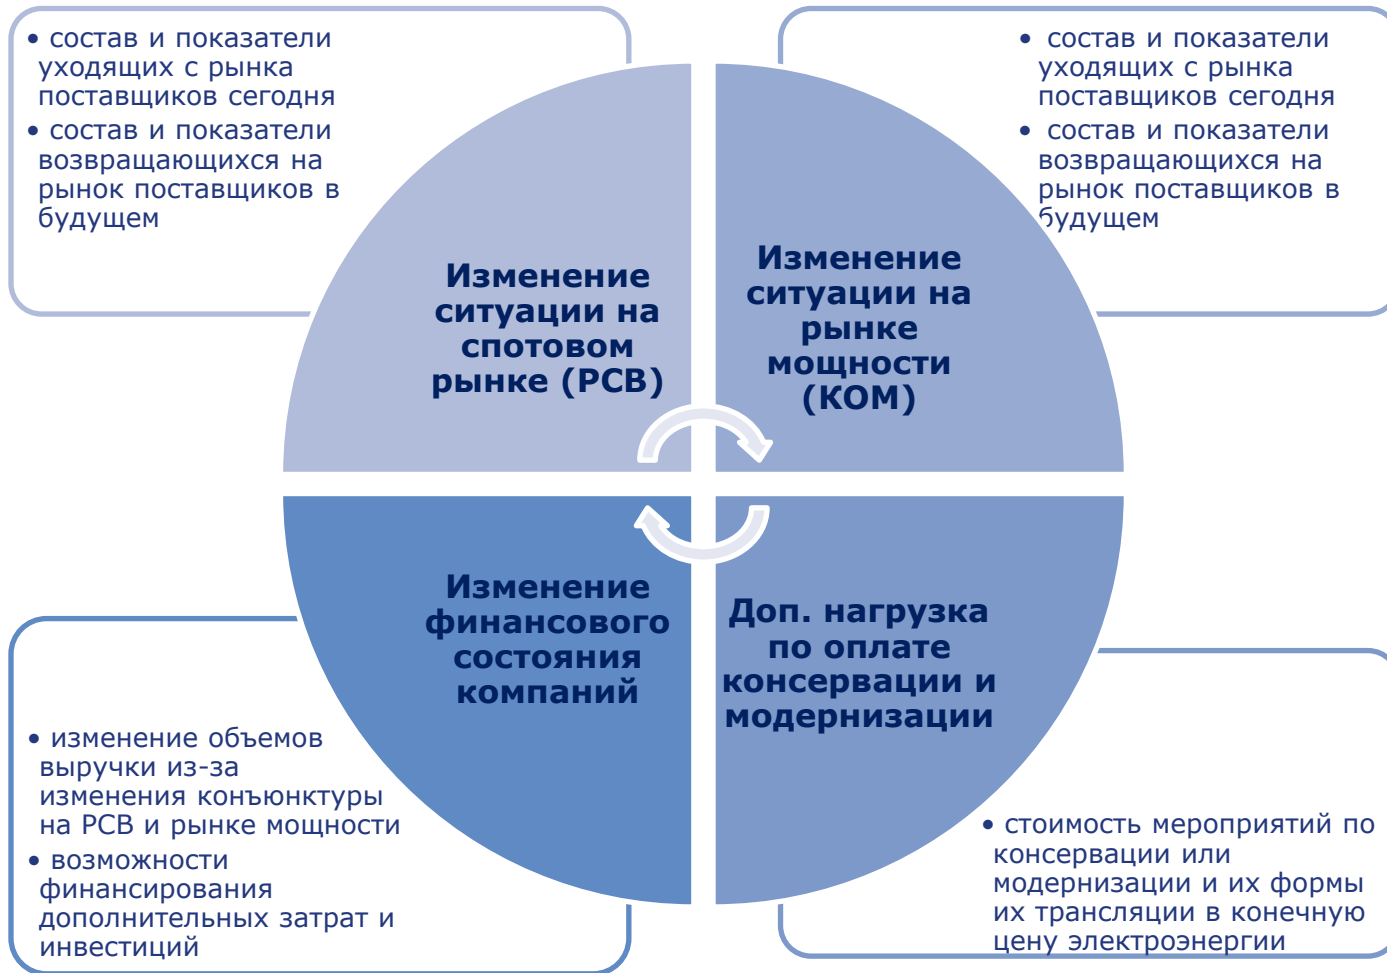 • состав и показатели
уходящих с рынка
поставщиков сегодня
• состав и показатели
возвращающихся на
рынок поставщиков в
будущем
• состав и показатели
уходящих с рынка
поставщиков сегодня
• состав и показатели
возвращающихся на
рынок поставщиков в
будущем
Изменение
ситуации на
спотовом
рынке (РСВ)
Изменение
ситуации на
рынке
мощности
(КОМ)
Изменение
финансового
состояния
компаний
Доп. нагрузка
по оплате
консервации и
модернизации
• изменение объемов
выручки из-за
изменения конъюнктуры
на РСВ и рынке мощности
• возможности
финансирования
дополнительных затрат и
инвестиций
• стоимость мероприятий по
консервации или
модернизации и их формы
их трансляции в конечную
цену электроэнергии